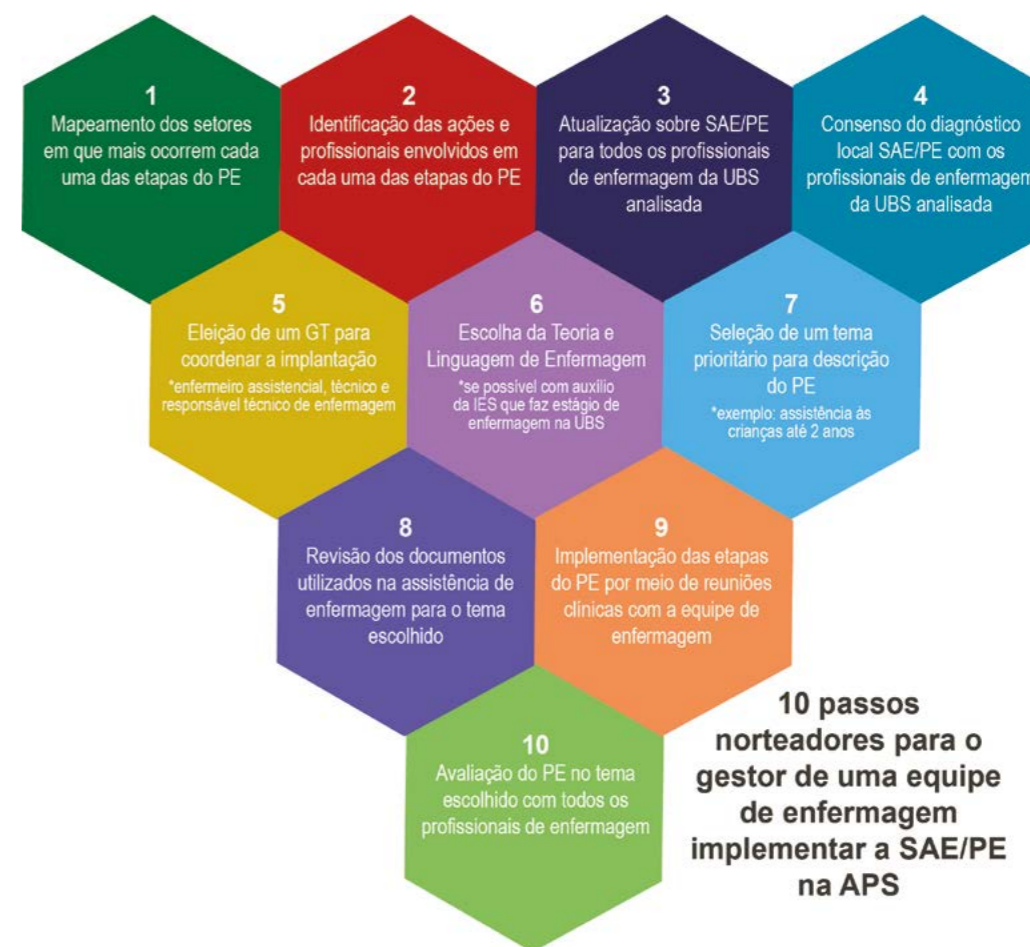 1
Mapeamento dos setores
em que mais ocorrem cada
uma das etapas do PE
2
Identificação das ações e
profissionais envolvidos em
cada uma das etapas do PE
3
Atualização sobre SAE/PE
para todos os profissionais
de enfermagem da UBS
analisada
4
Consenso do diagnóstico
local SAE/PE com os
profissionais de enfermagem
da UBS analisada
5
Eleição de um GT para
coordenar a implantação
*enfermeiro assistencial, técnico e
responsável técnico de enfermagem
6
Escolha da Teoria e
Linguagem de Enfermagem
*se possível com auxílio
da IES que faz estágio de
enfermagem na UBS
7
Seleção de um tema
prioritário para descrição
do PE
*exemplo: assistência às
crianças até 2 anos
8
Revisão dos documentos
utilizados na assistência de
enfermagem para o tema
escolhido
9
Implementação das etapas
do PE por meio de reuniões
clínicas com a equipe de
enfermagem
10
Avaliação do PE no tema
escolhido com todos os
profissionais de enfermagem
10 passos
norteadores para o
gestor de uma equipe
de enfermagem
implementar a SAE/PE
na APS